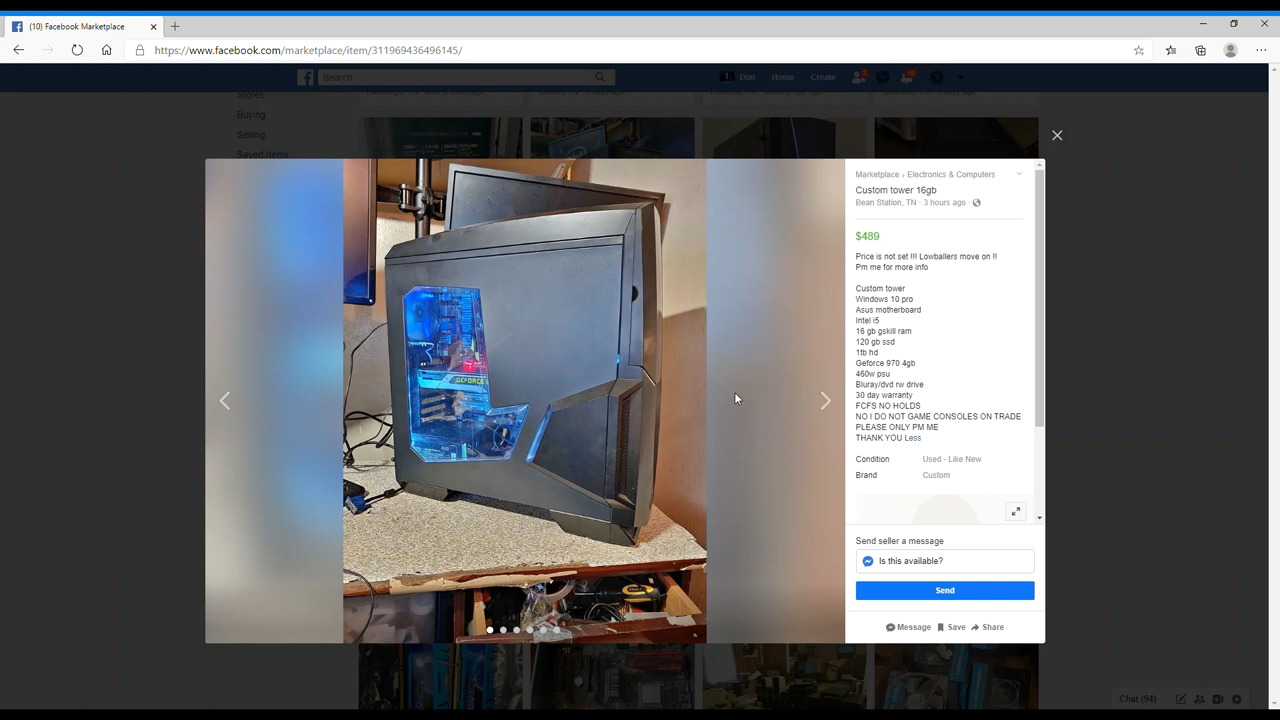 (10) Facebook Marketplace
https://www.facebook.com/marketplace/item/311969436496145/
Search
Don
Home
Create
Stores
Buying
Selling
Saved Items
Marketplace › Electronics & Computers
Custom tower 16gb
Bean Station, TN · 3 hours ago ·
$489
Price is not set !!! Lowballers move on !!
Pm me for more info
Custom tower
Windows 10 pro
Asus motherboard
Intel i5
16 gb gskill ram
120 gb ssd
1tb hd
Geforce 970 4gb
460w psu
Bluray/dvd rw drive
30 day warranty
FCFS NO HOLDS
NO I DO NOT GAME CONSOLES ON TRADE
PLEASE ONLY PM ME
THANK YOU Less
Condition Used - Like New
Brand Custom
GEFORCE
Send seller a message
Is this available?
Send
Message Save Share
Chat (94)